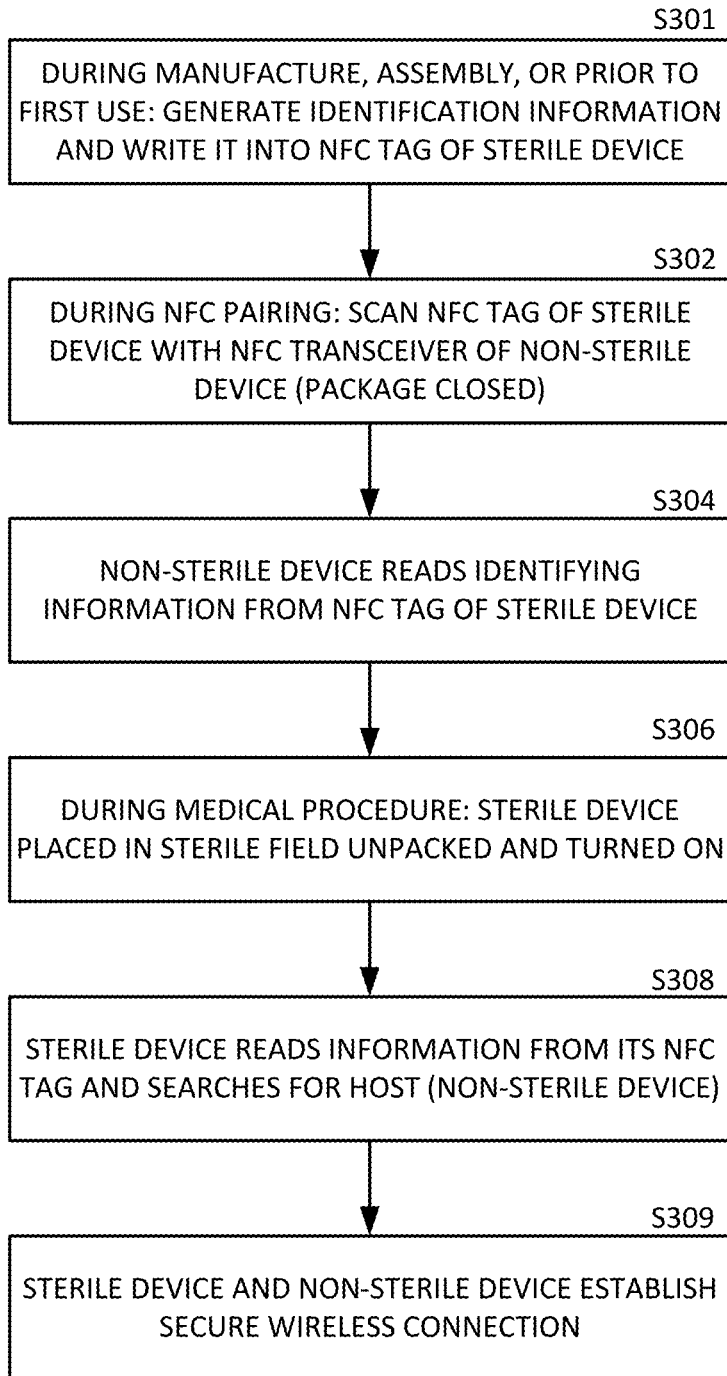 S301
DURING MANUFACTURE, ASSEMBLY, OR PRIOR TO
FIRST USE: GENERATE IDENTIFICATION INFORMATION
AND WRITE IT INTO NFC TAG OF STERILE DEVICE
S302
DURING NFC PAIRING: SCAN NFC TAG OF STERILE
DEVICE WITH NFC TRANSCEIVER OF NON-STERILE
DEVICE (PACKAGE CLOSED)
S304
NON-STERILE DEVICE READS IDENTIFYING
INFORMATION FROM NFC TAG OF STERILE DEVICE
S306
DURING MEDICAL PROCEDURE: STERILE DEVICE
PLACED IN STERILE FIELD UNPACKED AND TURNED ON
S308
STERILE DEVICE READS INFORMATION FROM ITS NFC
TAG AND SEARCHES FOR HOST (NON-STERILE DEVICE)
S309
STERILE DEVICE AND NON-STERILE DEVICE ESTABLISH
SECURE WIRELESS CONNECTION